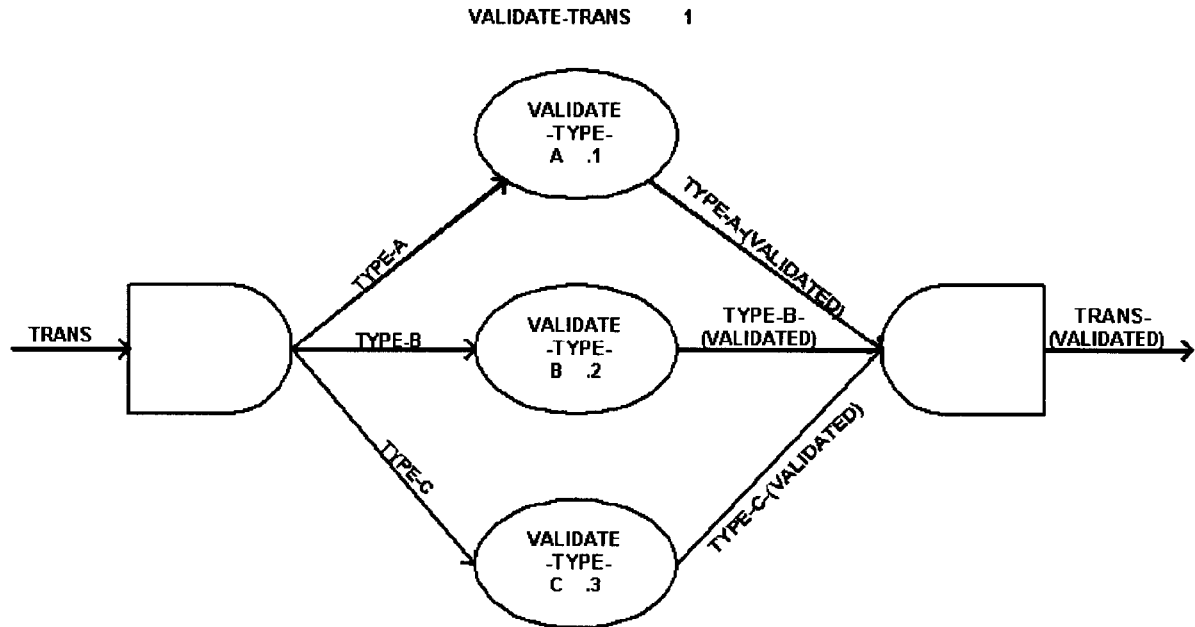 VALIDATE-TRANS 1
VALIDATE
-TYPE-
A .1
TYPE-A
TYPE-A-(VALIDATED)
TRANS
TYPE-B
VALIDATE
-TYPE-
B .2
TYPE-B-
(VALIDATED)
TRANS-
(VALIDATED)
TYPE-C
VALIDATE
-TYPE-
C .3
TYPE-C-(VALIDATED)